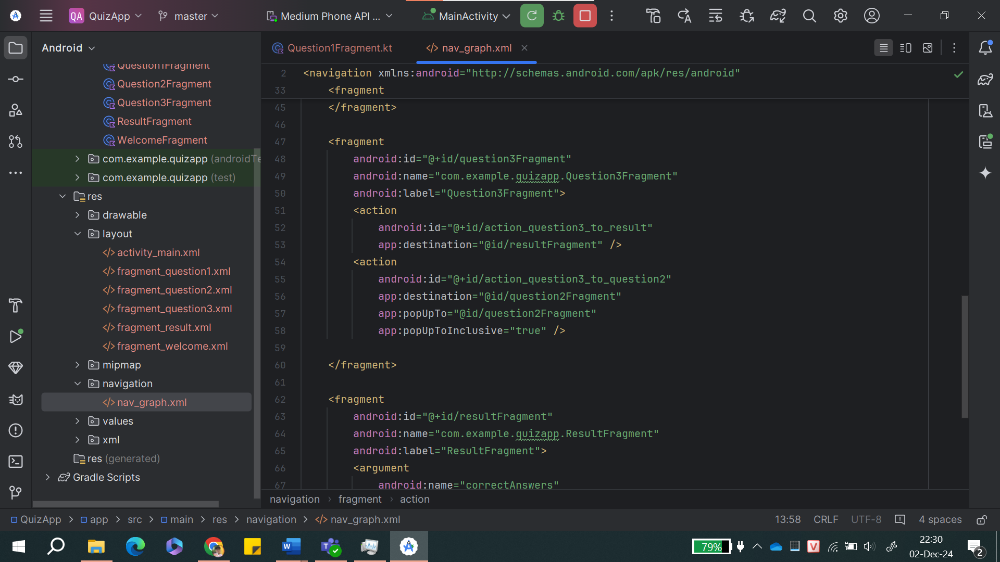 QA QuizApp master Medium Phone API ... MainActivity
Android
Question1Fragment
Question2Fragment
Question3Fragment
ResultFragment
WelcomeFragment
com.example.quizapp (androidTe
com.example.quizapp (test)
res
drawable
layout
</> activity_main.xml
</> fragment_question1.xml
</> fragment_question2.xml
</> fragment_question3.xml
</> fragment_result.xml
</> fragment_welcome.xml
mipmap
navigation
</> nav_graph.xml
values
xml
res (generated)
Gradle Scripts
Question1Fragment.kt </> nav_graph.xml
2 <navigation xmlns:android="http://schemas.android.com/apk/res/android"
33 <fragment
45 </fragment>
46
47 <fragment
48 android:id="@+id/question3Fragment"
49 android:name="com.example.quizapp.Question3Fragment"
50 android:label="Question3Fragment">
51 <action
52 android:id="@+id/action_question3_to_result"
53 app:destination="@id/resultFragment" />
54 <action
55 android:id="@+id/action_question3_to_question2"
56 app:destination="@id/question2Fragment"
57 app:popUpTo="@id/question2Fragment"
58 app:popUpToInclusive="true" />
59
60 </fragment>
61
62 <fragment
63 android:id="@+id/resultFragment"
64 android:name="com.example.quizapp.ResultFragment"
65 android:label="ResultFragment">
66 <argument
67 android:name="correctAnswers"
navigation > fragment > action
QuizApp > app > src > main > res > navigation > </> nav_graph.xml
13:58 CRLF UTF-8 4 spaces
79%
22:30
02-Dec-24
2